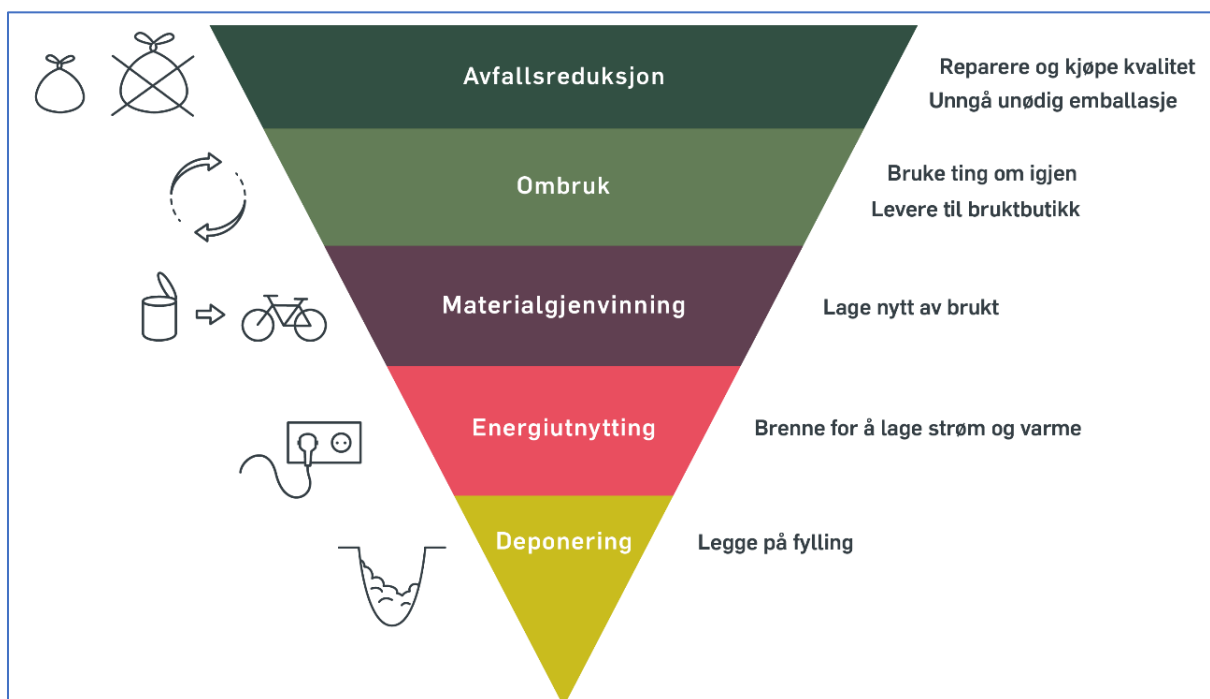 Avfallsreduksjon
Reparere og kjøpe kvalitet
Unngå unødig emballasje
Ombruk
Bruke ting om igjen
Levere til bruktbutikk
Materialgjenvinning
Lage nytt av brukt
Energiutnytting
Brenne for å lage strøm og varme
Deponering
Legge på fylling